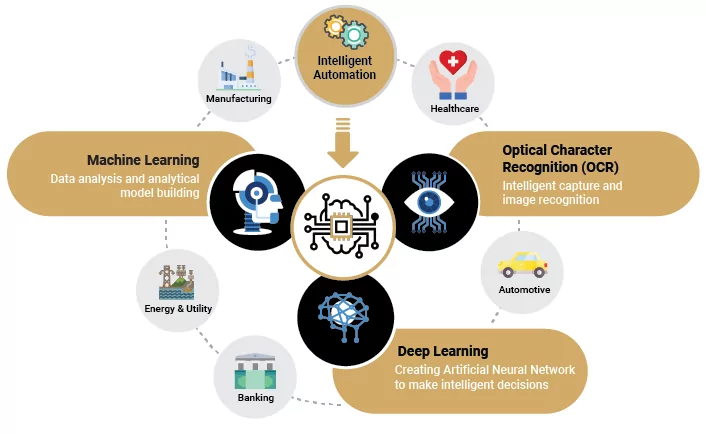 Intelligent
Automation
Manufacturing
Healthcare
Machine Learning
Data analysis and analytical
model building
Optical Character
Recognition (OCR)
Intelligent capture and
image recognition
Energy & Utility
Automotive
Deep Learning
Creating Artificial Neural Network
to make intelligent decisions
Banking